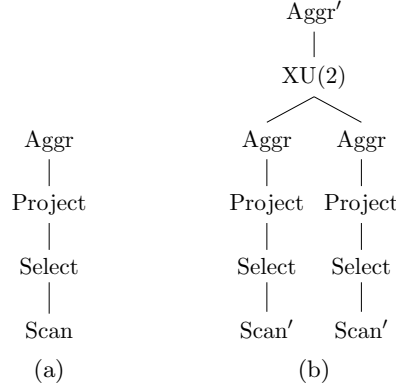 Aggr′
XU(2)
Aggr Aggr Aggr
Project Project Project
Select Select Select
Scan Scan′ Scan′
(a) (b)